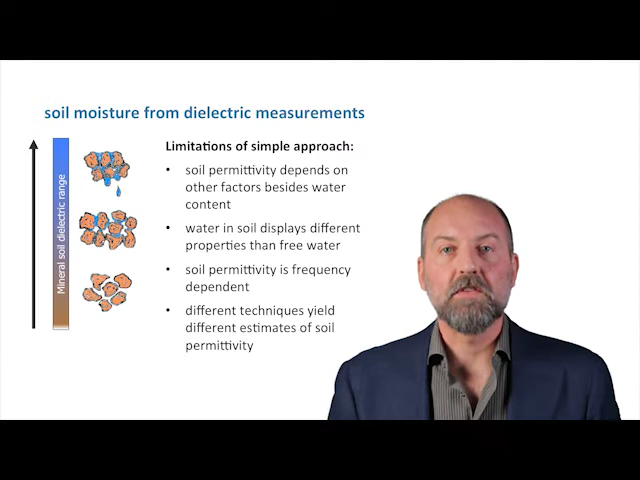 soil moisture from dielectric measurements
Mineral soil dielectric range
Limitations of simple approach:
• soil permittivity depends on
other factors besides water
content
• water in soil displays different
properties than free water
• soil permittivity is frequency
dependent
• different techniques yield
different estimates of soil
permittivity